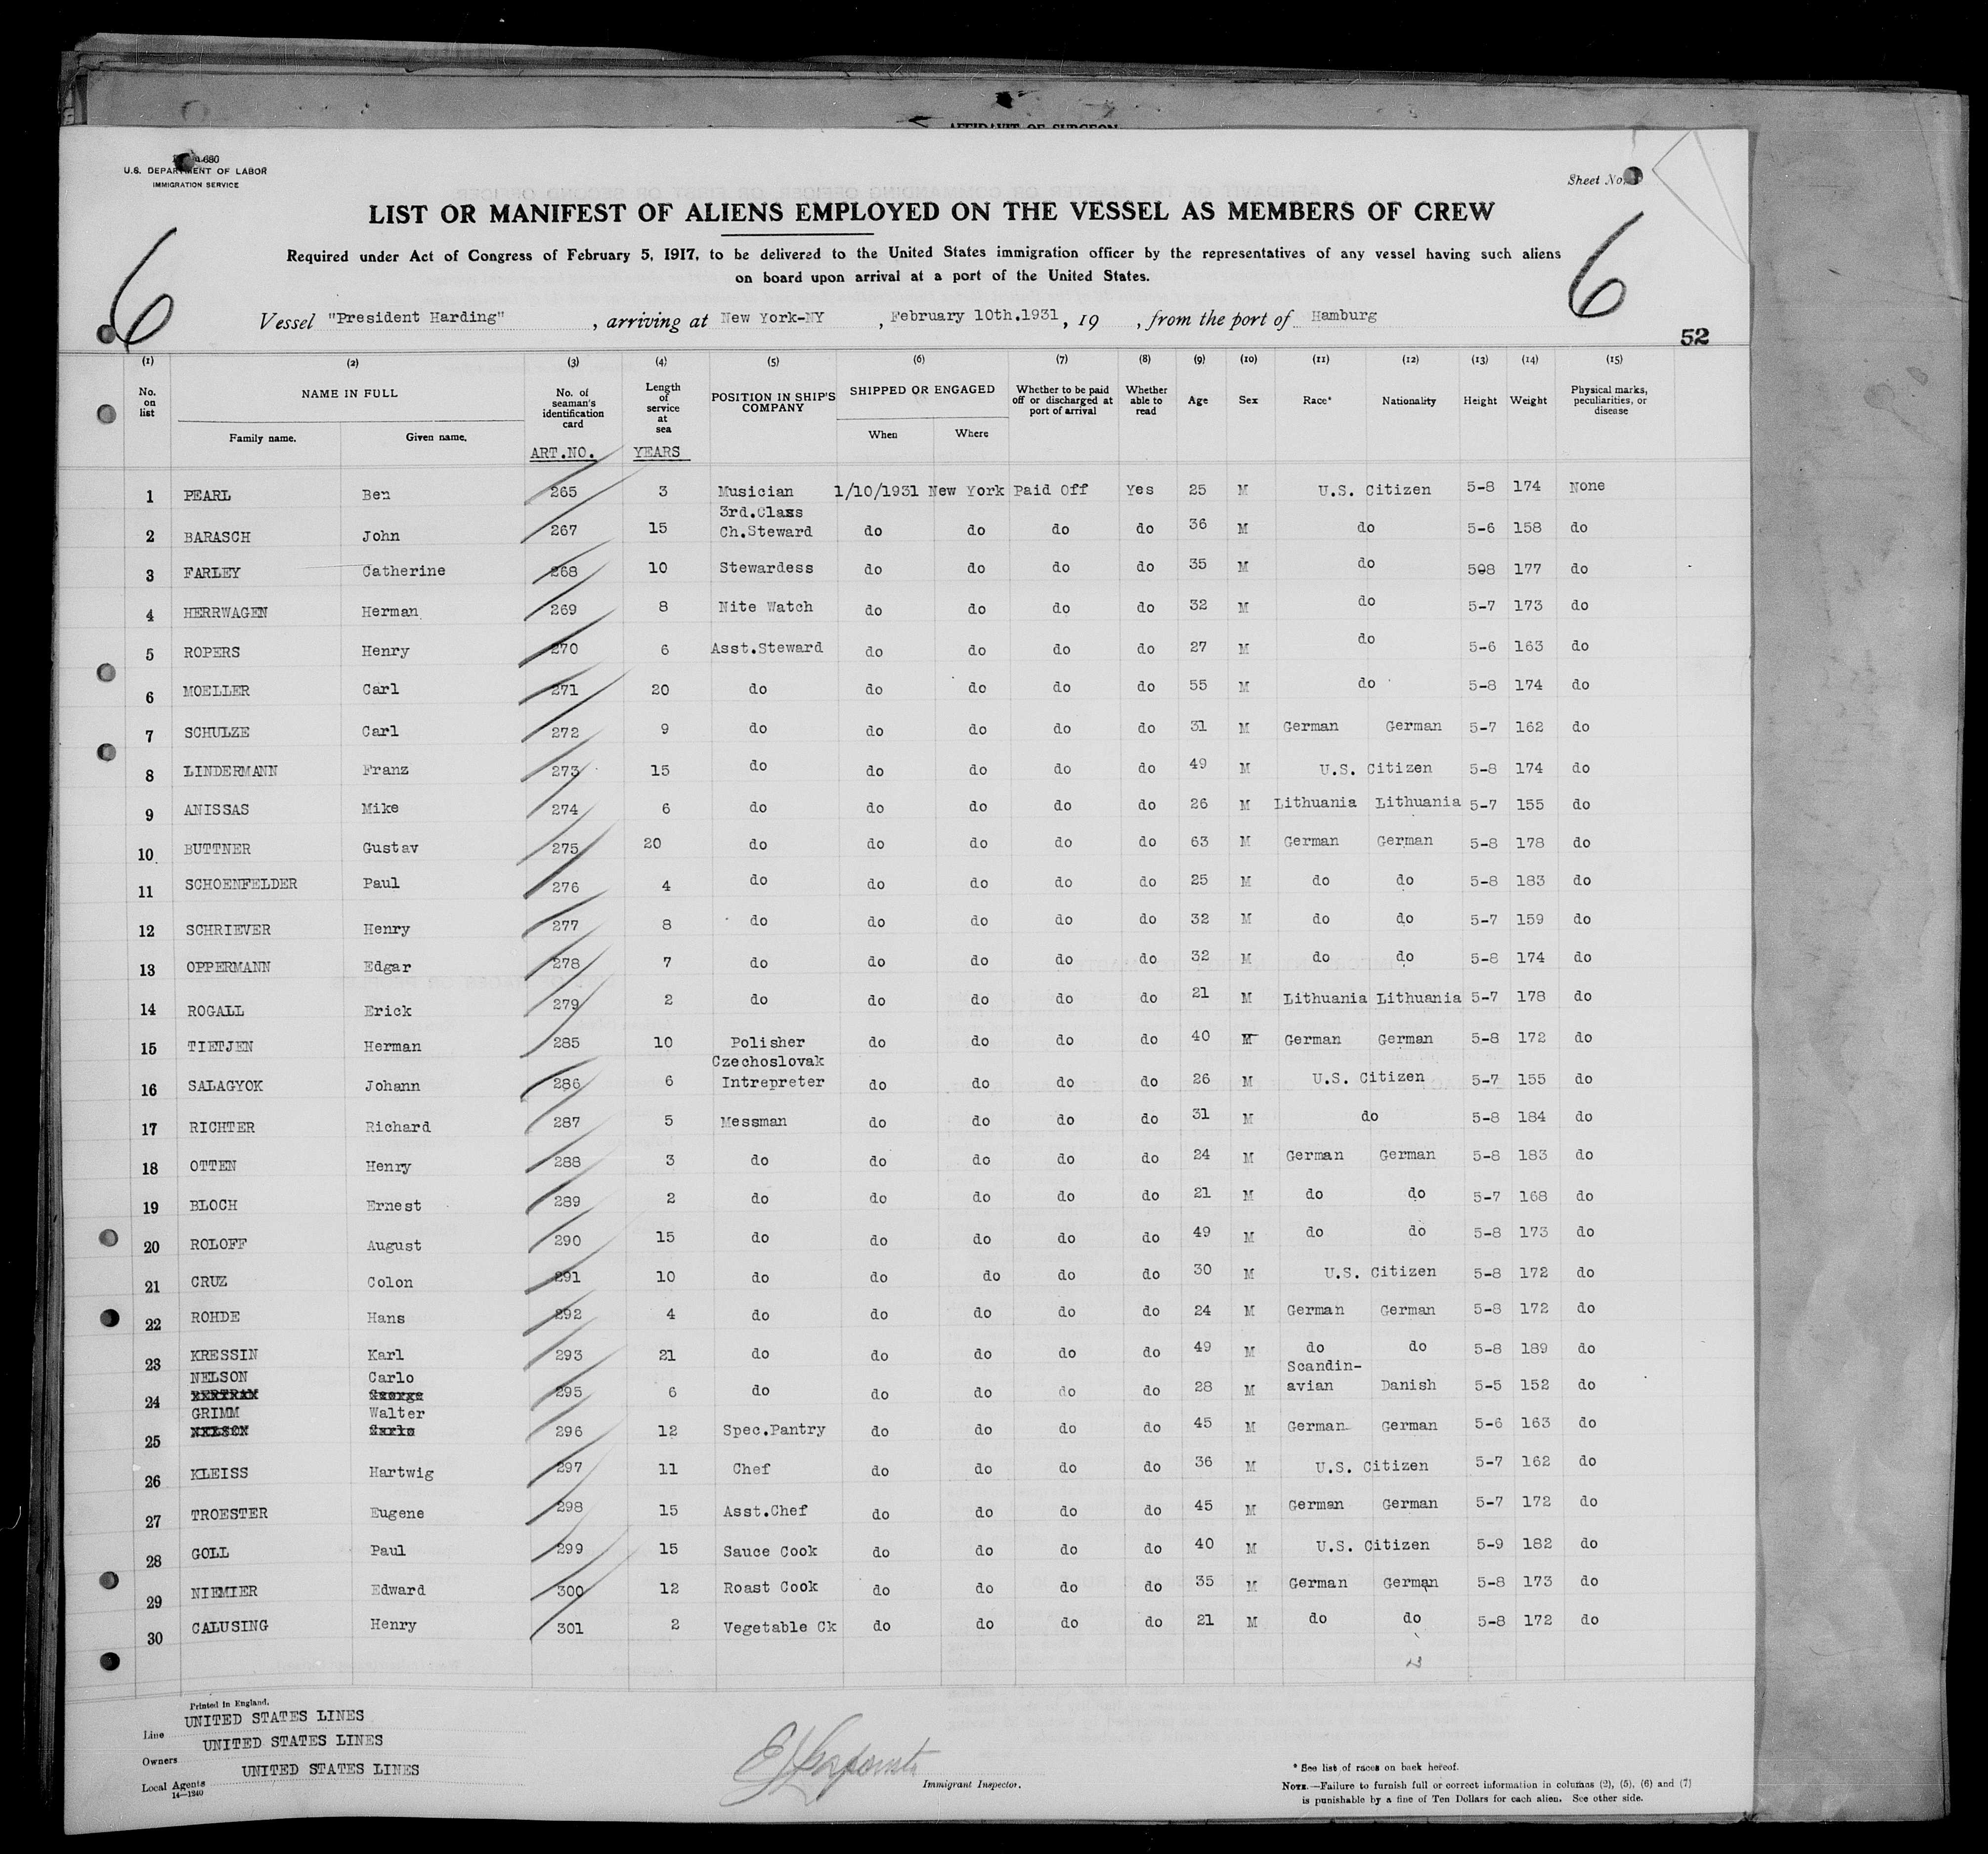 AFFIDAVIT OF SURGEON
U.S. DEPARTMENT OF LABOR
IMMIGRATION SERVICE
Sheet No.
LIST OR MANIFEST OF ALIENS EMPLOYED ON THE VESSEL AS MEMBERS OF CREW
Required under Act of Congress of February 5, 1917, to be delivered to the United States immigration officer by the representatives of any vessel having such aliens
on board upon arrival at a port of the United States.
6 6
Vessel "President Harding", arriving at New York-NY, February 10th.1931, 19 , from the port of Hamburg
52
(1) (2) (3) (4) (5) (6) (7) (8) (9) (10) (11) (12) (13) (14) (15)
No. on list NAME IN FULL Family name. Given name. No. of seaman's identification card Length of service at sea POSITION IN SHIP'S COMPANY SHIPPED OR ENGAGED When Where Whether to be paid off or discharged at port of arrival Whether able to read Age Sex Race* Nationality Height Weight Physical marks, peculiarities, or disease
ART.NO. YEARS
1 PEARL Ben 265 3 Musician 1/10/1931 New York Paid Off Yes 25 M U.S. Citizen 5-8 174 None
2 BARASCH John 267 15 3rd.Class Ch.Steward do do do do 36 M do 5-6 158 do
3 FARLEY Catherine 268 10 Stewardess do do do do 35 M do 508 177 do
4 HERRWAGEN Herman 269 8 Nite Watch do do do do 32 M do 5-7 173 do
5 ROPERS Henry 270 6 Asst.Steward do do do do 27 M do 5-6 163 do
6 MOELLER Carl 271 20 do do do do do 55 M do 5-8 174 do
7 SCHULZE Carl 272 9 do do do do do 31 M German German 5-7 162 do
8 LINDERMANN Franz 273 15 do do do do do 49 M U.S. Citizen 5-8 174 do
9 ANISSAS Mike 274 6 do do do do do 26 M Lithuania Lithuania 5-7 155 do
10 BUTTNER Gustav 275 20 do do do do do 63 M German German 5-8 178 do
11 SCHOENFELDER Paul 276 4 do do do do do 25 M do do 5-8 183 do
12 SCHRIEVER Henry 277 8 do do do do do 32 M do do 5-7 159 do
13 OPPERMANN Edgar 278 7 do do do do do 32 M do do 5-8 174 do
14 ROGALL Erick 279 2 do do do do do 21 M Lithuania Lithuania 5-7 178 do
15 TIETJEN Herman 285 10 Polisher do do do do 40 M German German 5-8 172 do
16 SALAGYOK Johann 286 6 Czechoslovak Intrepreter do do do do 26 M U.S. Citizen 5-7 155 do
17 RICHTER Richard 287 5 Messman do do do do 31 M do 5-8 184 do
18 OTTEN Henry 288 3 do do do do do 24 M German German 5-8 183 do
19 BLOCH Ernest 289 2 do do do do do 21 M do do 5-7 168 do
20 ROLOFF August 290 15 do do do do do 49 M do do 5-8 173 do
21 CRUZ Colon 291 10 do do do do do 30 M U.S. Citizen 5-8 172 do
22 ROHDE Hans 292 4 do do do do do 24 M German German 5-8 172 do
23 KRESSIN Karl 293 21 do do do do do 49 M do do 5-8 189 do
24 NELSON BERTRAM Carlo George 295 6 do do do do do 28 M Scandin-avian Danish 5-5 152 do
25 GRIMM NELSON Walter Carlo 296 12 Spec.Pantry do do do do 45 M German German 5-6 163 do
26 KLEISS Hartwig 297 11 Chef do do do do 36 M U.S. Citizen 5-7 162 do
27 TROESTER Eugene 298 15 Asst.Chef do do do do 45 M German German 5-7 172 do
28 GOLL Paul 299 15 Sauce Cook do do do do 40 M U.S. Citizen 5-9 182 do
29 NIEMIER Edward 300 12 Roast Cook do do do do 35 M German German 5-8 173 do
30 CALUSING Henry 301 2 Vegetable Ck do do do do 21 M do do 5-8 172 do
Printed in England.
Line UNITED STATES LINES
Owners UNITED STATES LINES
Local Agents UNITED STATES LINES
14—1240
Immigrant Inspector.
* See list of races on back hereof.
NOTE.—Failure to furnish full or correct information in columns (2), (5), (6) and (7)
is punishable by a fine of Ten Dollars for each alien. See other side.